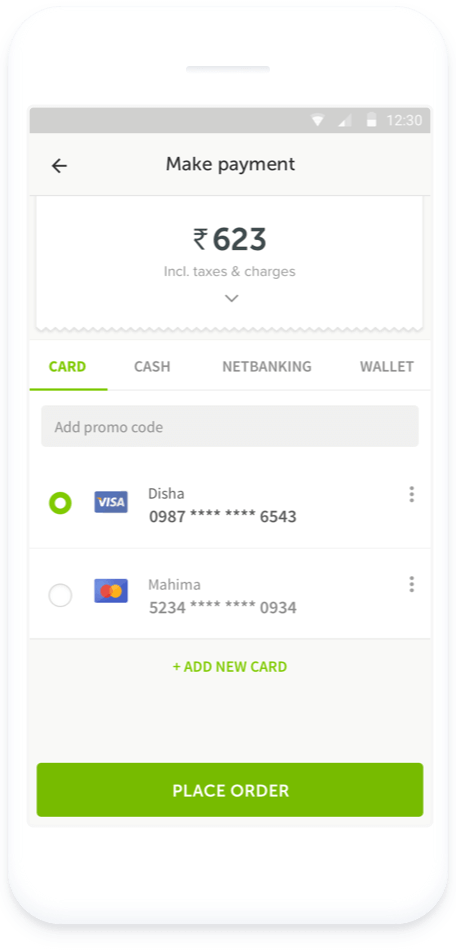 12:30
Make payment
₹623
Incl. taxes & charges
CARD CASH NETBANKING WALLET
Add promo code
VISA Disha
0987 **** **** 6543
Mahima
5234 **** **** 0934
+ ADD NEW CARD
PLACE ORDER